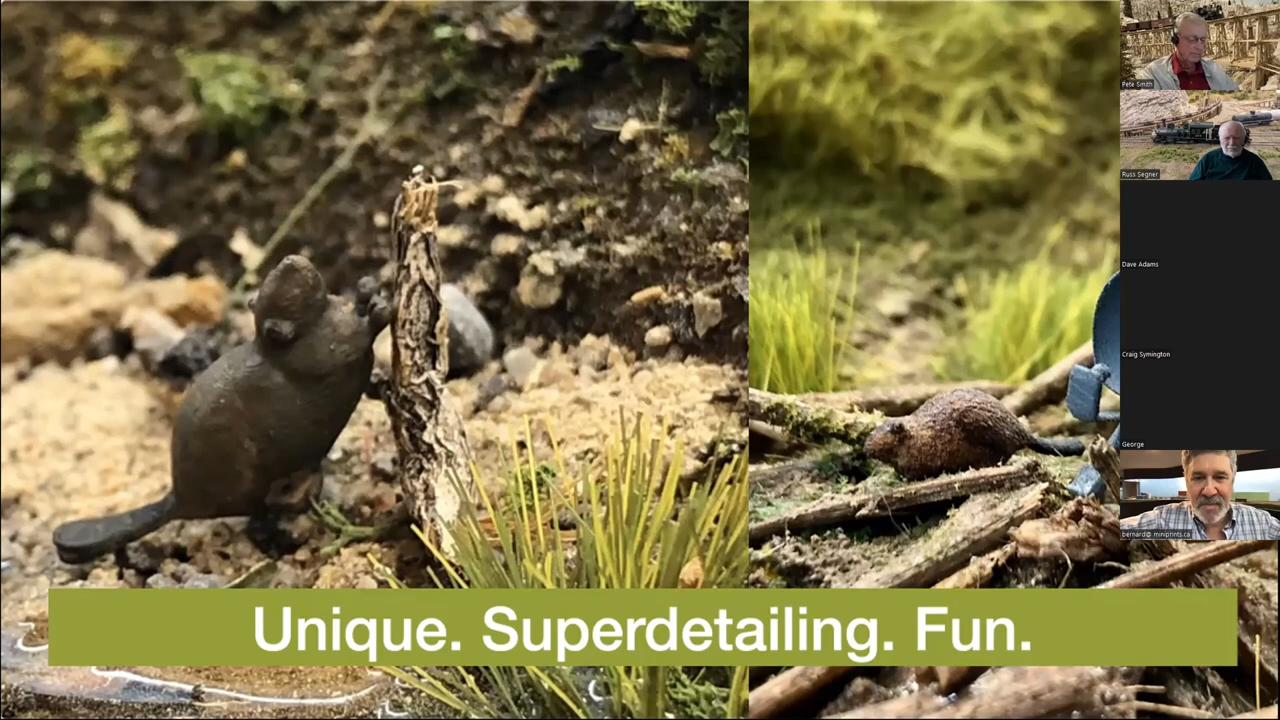 Unique. Superdetailing. Fun.
Pete Smith
Russ Segner
Dave Adams
Craig Symington
George
bernard@ miniprints.ca